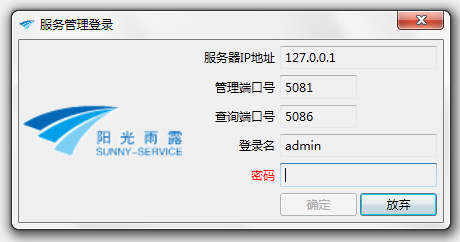 服务管理登录
服务器IP地址 127.0.0.1
管理端口号 5081
查询端口号 5086
登录名 admin
密码
阳光雨露
SUNNY-SERVICE
确定 放弃